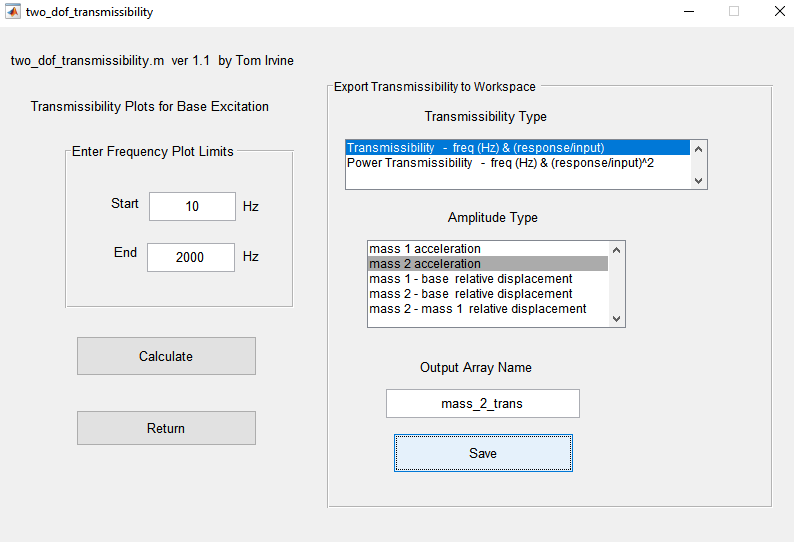 two_dof_transmissibility
two_dof_transmissibility.m ver 1.1 by Tom Irvine
Transmissibility Plots for Base Excitation
Enter Frequency Plot Limits
Start 10 Hz
End 2000 Hz
Calculate
Return
Export Transmissibility to Workspace
Transmissibility Type
Transmissibility - freq (Hz) & (response/input)
Power Transmissibility - freq (Hz) & (response/input)^2
Amplitude Type
mass 1 acceleration
mass 2 acceleration
mass 1 - base relative displacement
mass 2 - base relative displacement
mass 2 - mass 1 relative displacement
Output Array Name
mass_2_trans
Save